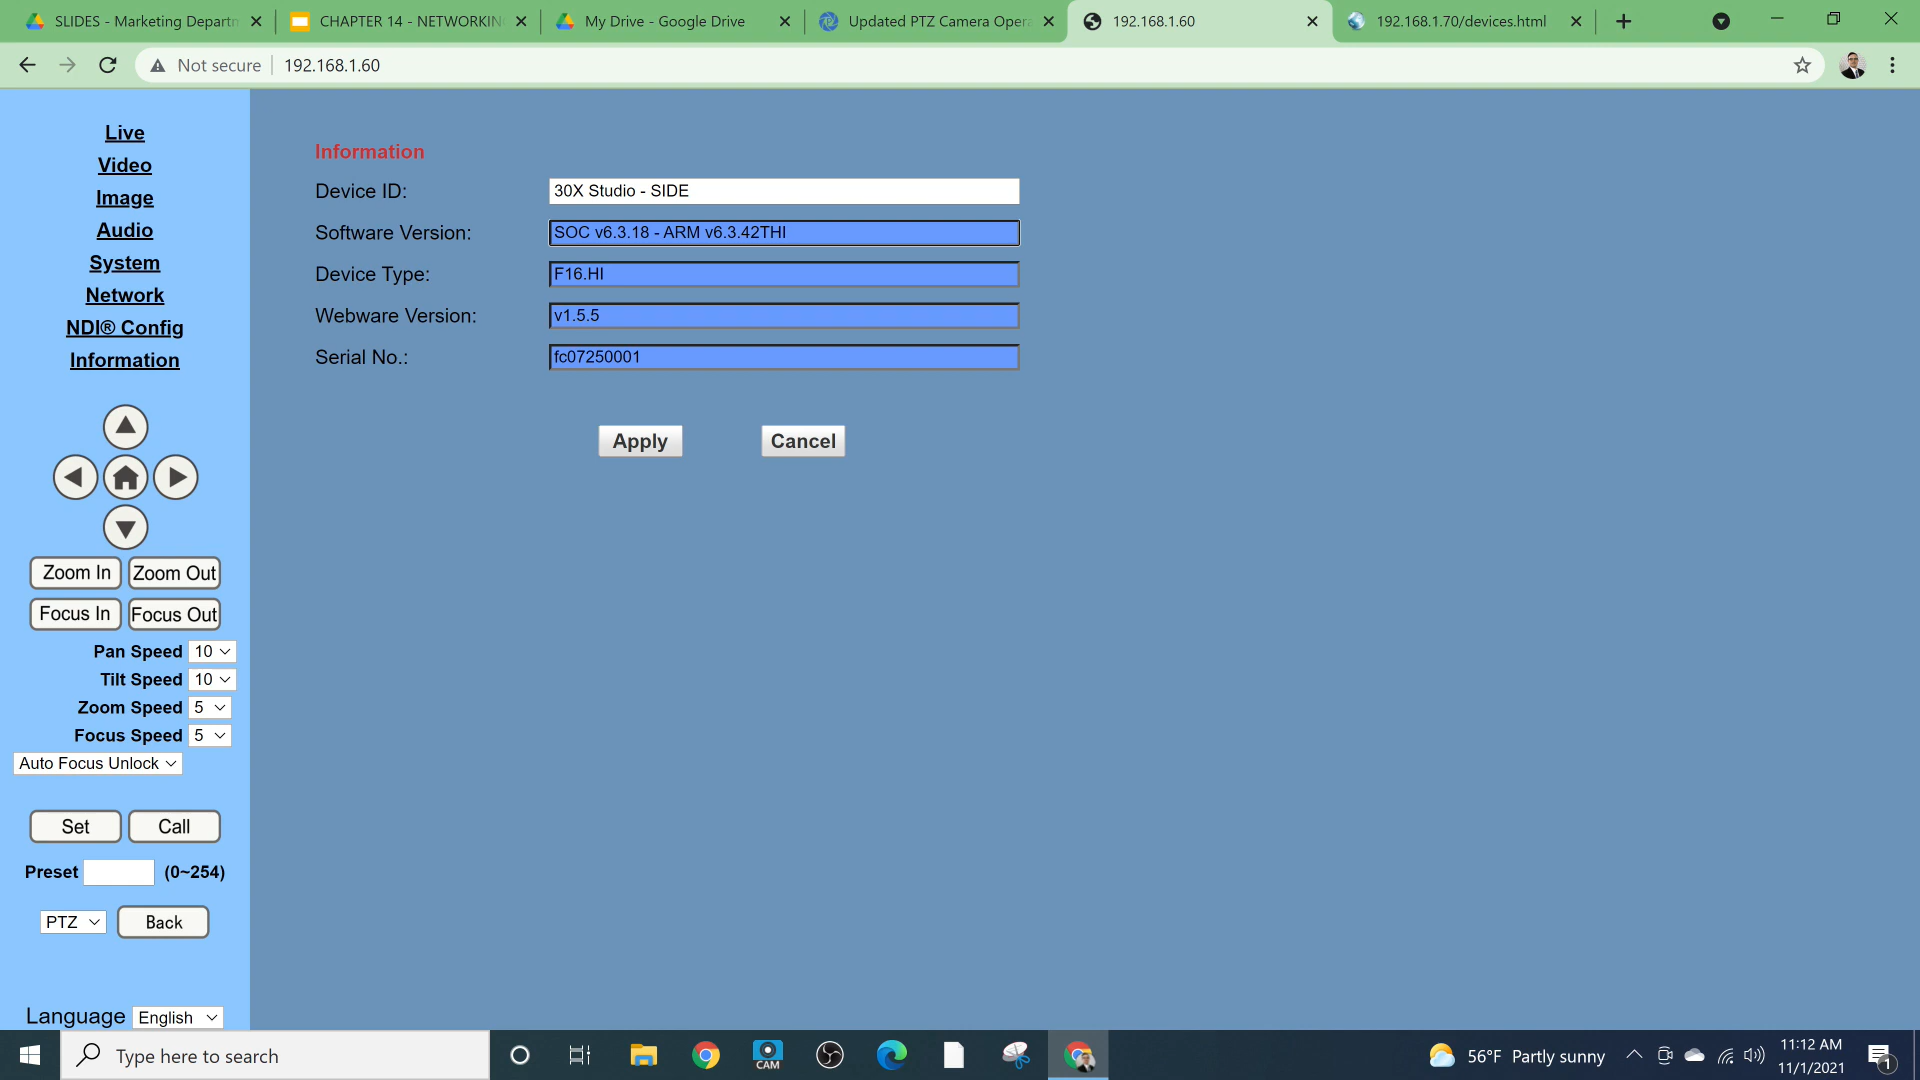 SLIDES - Marketing Departm
CHAPTER 14 - NETWORKIN
My Drive - Google Drive
Updated PTZ Camera Opera
192.168.1.60
192.168.1.70/devices.html
Not secure
192.168.1.60
Live
Video
Image
Audio
System
Network
NDI® Config
Information
Information
Device ID:
30X Studio - SIDE
Software Version:
SOC v6.3.18 - ARM v6.3.42THI
Device Type:
F16.HI
Webware Version:
v1.5.5
Serial No.:
fc07250001
Apply
Cancel
Zoom In
Zoom Out
Focus In
Focus Out
Pan Speed 10
Tilt Speed 10
Zoom Speed 5
Focus Speed 5
Auto Focus Unlock
Set
Call
Preset (0~254)
PTZ
Back
Language English
Type here to search
CAM
56°F Partly sunny
11:12 AM
11/1/2021
1